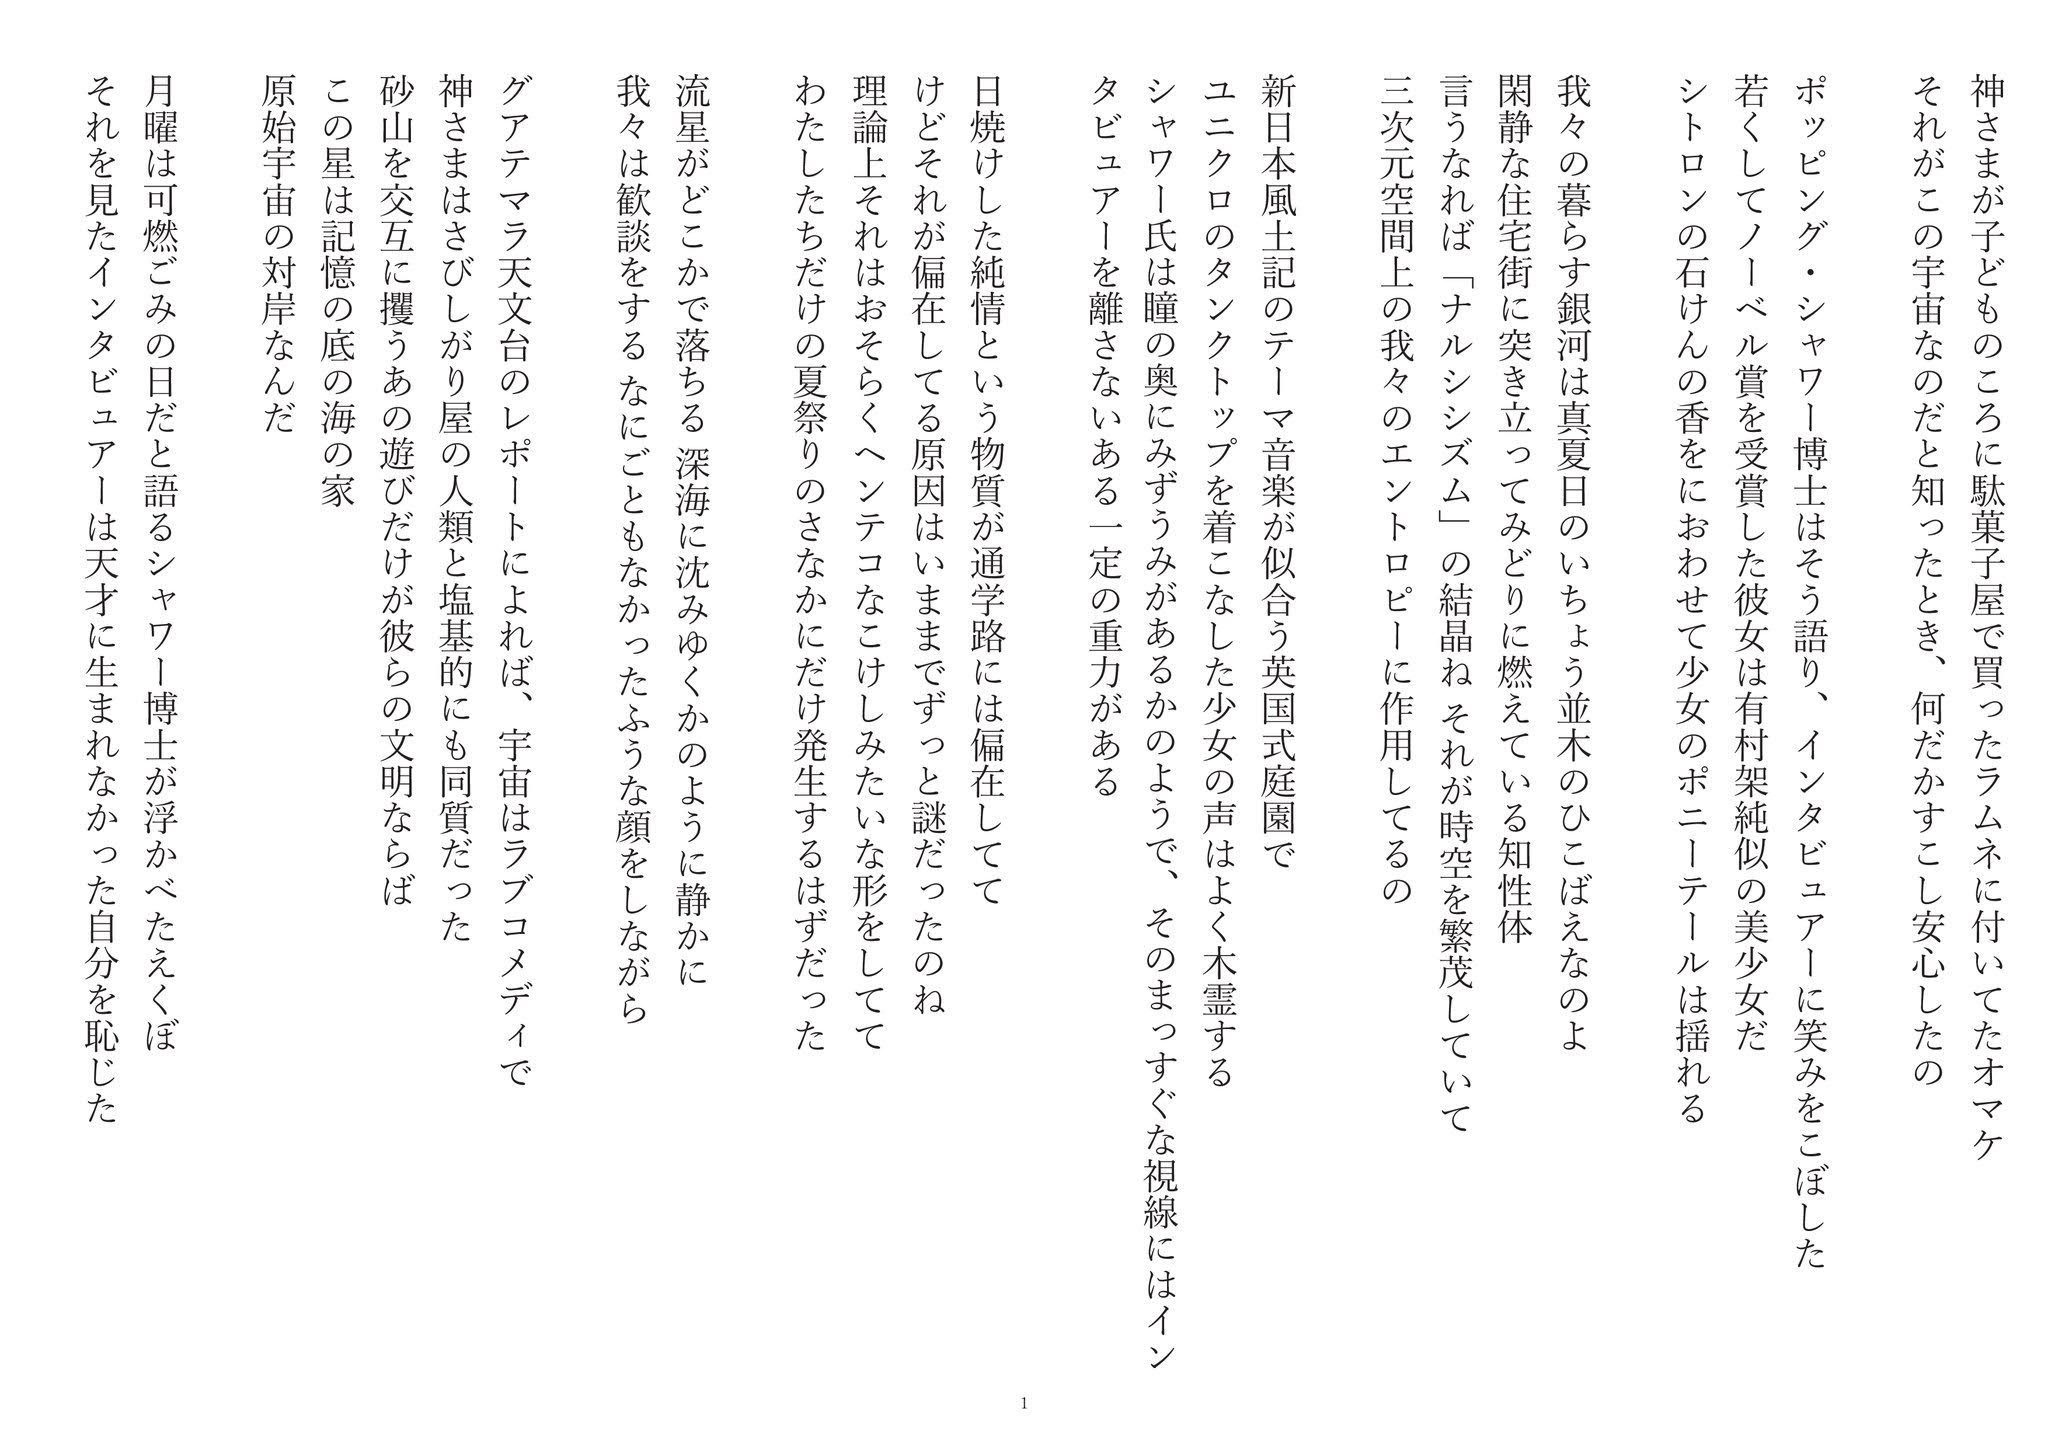 神さまが子どものころに駄菓子屋で買ったラムネに付いてたオマケ
それがこの宇宙なのだと知ったとき、何だかすこし安心したの
ポッピング・シャワー博士はそう語り、インタビュアーに笑みをこぼした
若くしてノーベル賞を受賞した彼女は有村架純似の美少女だ
シトロンの石けんの香をにおわせて少女のポニーテールは揺れる
我々の暮らす銀河は真夏日のいちょう並木のひこばえなのよ
閑静な住宅街に突き立ってみどりに燃えている知性体
言うなれば「ナルシシズム」の結晶ね それが時空を繁茂していて
三次元空間上の我々のエントロピーに作用してるの
新日本風土記のテーマ音楽が似合う英国式庭園で
ユニクロのタンクトップを着こなした少女の声はよく木霊する
シャワー氏は瞳の奥にみずうみがあるかのようで、そのまっすぐな視線にはイン
タビュアーを離さないある一定の重力がある
日焼けした純情という物質が通学路には偏在してて
けどそれが偏在してる原因はいままでずっと謎だったのね
理論上それはおそらくヘンテコなこけしみたいな形をしてて
わたしたちだけの夏祭りのさなかにだけ発生するはずだった
流星がどこかで落ちる 深海に沈みゆくかのように静かに
我々は歓談をする なにごともなかったふうな顔をしながら
グアテマラ天文台のレポートによれば、宇宙はラブコメディで
神さまはさびしがり屋の人類と塩基的にも同質だった
砂山を交互に攫うあの遊びだけが彼らの文明ならば
この星は記憶の底の海の家
原始宇宙の対岸なんだ
月曜は可燃ごみの日だと語るシャワー博士が浮かべたえくぼ
それを見たインタビュアーは天才に生まれなかった自分を恥じた
1